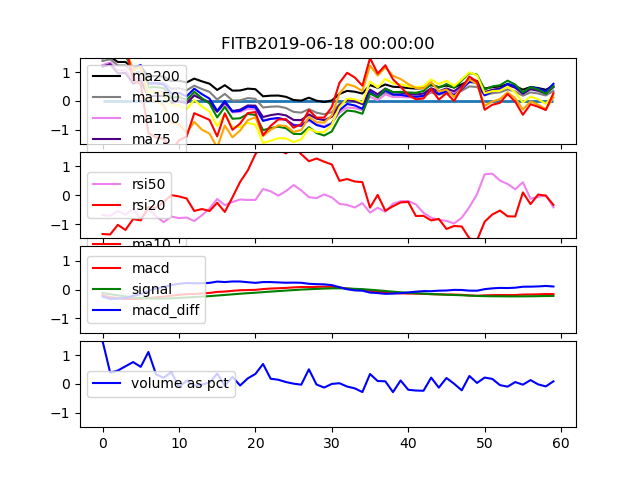 FITB2019-06-18 00:00:00
1
0
−1
ma200
ma150
ma100
ma75
1
0
−1
rsi50
rsi20
ma10
1
0
−1
macd
signal
macd_diff
1
0
−1
volume as pct
0 10 20 30 40 50 60